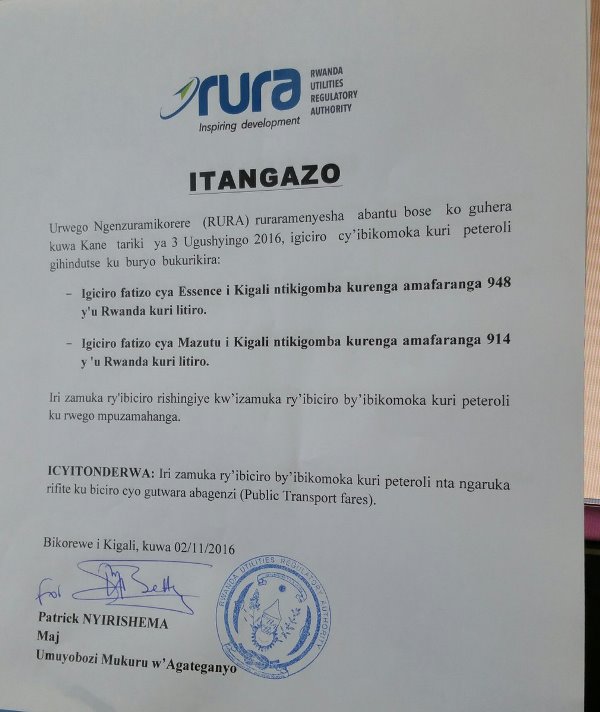 rura
RWANDA
UTILITIES
REGULATORY
AUTHORITY
Inspiring development
ITANGAZO
Urwego Ngenzuramikorere (RURA) ruraramenyesha abantu bose ko guhera
kuwa Kane tariki ya 3 Ugushyingo 2016, igiciro cy'ibikomoka kuri peteroli
gihindutse ku buryo bukurikira:
– Igiciro fatizo cya Essence i Kigali ntikigomba kurenga amafaranga 948
y'u Rwanda kuri litiro.
– Igiciro fatizo cya Mazutu i Kigali ntikigomba kurenga amafaranga 914
y 'u Rwanda kuri litiro.
Iri zamuka ry'ibiciro rishingiye kw'izamuka ry'ibiciro by'ibikomoka kuri peteroli
ku rwego mpuzamahanga.
ICYITONDERWA: Iri zamuka ry'ibiciro by'ibikomoka kuri peteroli nta ngaruka
rifite ku biciro cyo gutwara abagenzi (Public Transport fares).
Bikorewe i Kigali, kuwa 02/11/2016
For
Patrick NYIRISHEMA
Maj
Umuyobozi Mukuru w'Agateganyo
RWANDA UTILITIES REGULATORY AUTHORITY